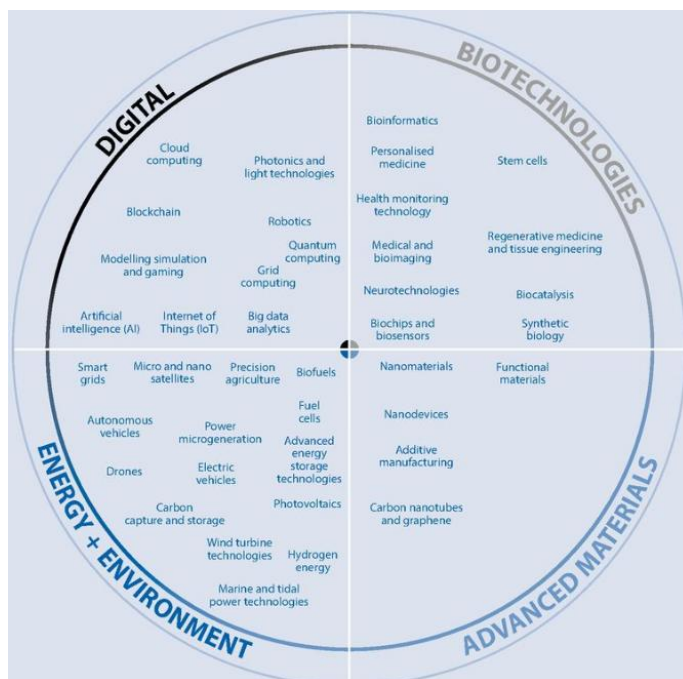 DIGITAL
Cloud
computing
Photonics and
light technologies
Blockchain
Robotics
Quantum
computing
Modelling simulation
and gaming
Grid
computing
Artificial
intelligence (AI)
Internet of
Things (IoT)
Big data
analytics
BIOTECHNOLOGIES
Bioinformatics
Personalised
medicine
Stem cells
Health monitoring
technology
Medical and
bioimaging
Regenerative medicine
and tissue engineering
Neurotechnologies
Biocatalysis
Biochips and
biosensors
Synthetic
biology
ENERGY + ENVIRONMENT
Smart
grids
Micro and nano
satellites
Precision
agriculture
Biofuels
Fuel
cells
Autonomous
vehicles
Power
microgeneration
Advanced
energy
storage
technologies
Drones
Electric
vehicles
Carbon
capture and storage
Photovoltaics
Wind turbine
technologies
Hydrogen
energy
Marine and tidal
power technologies
ADVANCED MATERIALS
Nanomaterials
Functional
materials
Nanodevices
Additive
manufacturing
Carbon nanotubes
and graphene